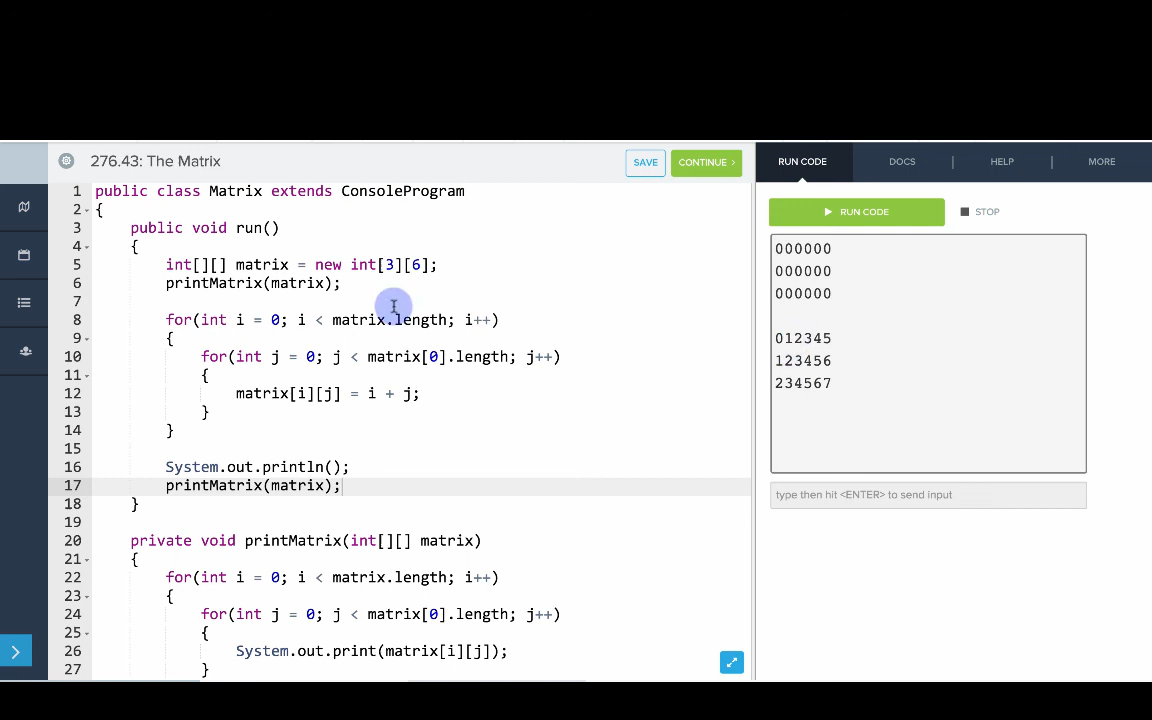 276.43: The Matrix
SAVE
CONTINUE >
RUN CODE
DOCS
HELP
MORE
1 public class Matrix extends ConsoleProgram
2 {
3 public void run()
4 {
5 int[][] matrix = new int[3][6];
6 printMatrix(matrix);
7
8 for(int i = 0; i < matrix.length; i++)
9 {
10 for(int j = 0; j < matrix[0].length; j++)
11 {
12 matrix[i][j] = i + j;
13 }
14 }
15
16 System.out.println();
17 printMatrix(matrix);
18 }
19
20 private void printMatrix(int[][] matrix)
21 {
22 for(int i = 0; i < matrix.length; i++)
23 {
24 for(int j = 0; j < matrix[0].length; j++)
25 {
26 System.out.print(matrix[i][j]);
27 }
RUN CODE
STOP
000000
000000
000000
012345
123456
234567
type then hit <ENTER> to send input